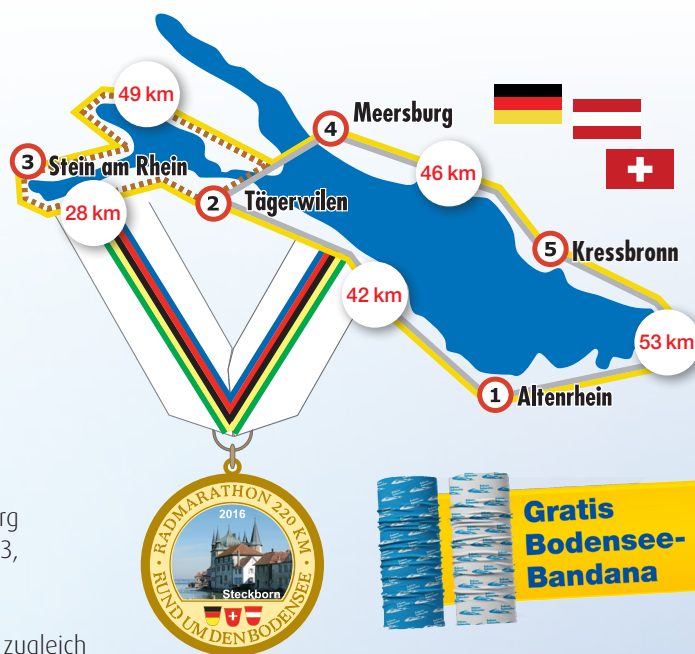 49 km
4
Meersburg
3
Stein am Rhein
46 km
28 km
2
Tägerwilen
5
Kressbronn
42 km
53 km
1
Altenrhein
RADMARATHON 220 KM
2016
Steckborn
RUND UM DEN BODENSEE
Gratis
Bodensee-
Bandana
rg
3,
zugleich